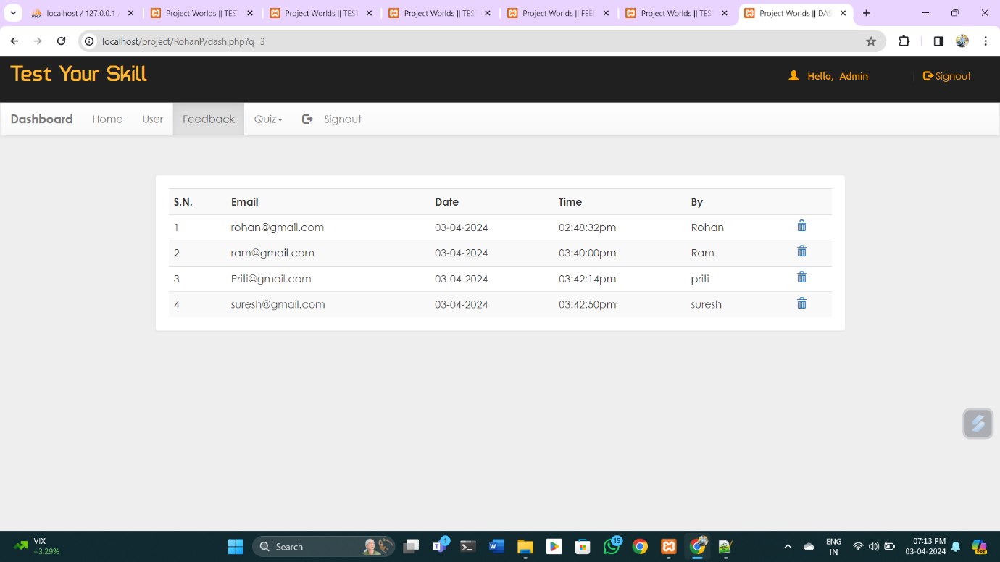 localhost / 127.0.0.1 /
Project Worlds || TEST
Project Worlds || TEST
Project Worlds || TES
Project Worlds || FEE
Project Worlds || TEST
Project Worlds || DAS
localhost/project/RohanP/dash.php?q=3
Test Your Skill
Hello, Admin
Signout
Dashboard Home User Feedback Quiz Signout
S.N. Email Date Time By
1 rohan@gmail.com 03-04-2024 02:48:32pm Rohan
2 ram@gmail.com 03-04-2024 03:40:00pm Ram
3 Priti@gmail.com 03-04-2024 03:42:14pm priti
4 suresh@gmail.com 03-04-2024 03:42:50pm suresh
VIX
+3.29%
Search
1
15
ENG
IN
07:13 PM
03-04-2024
PRE